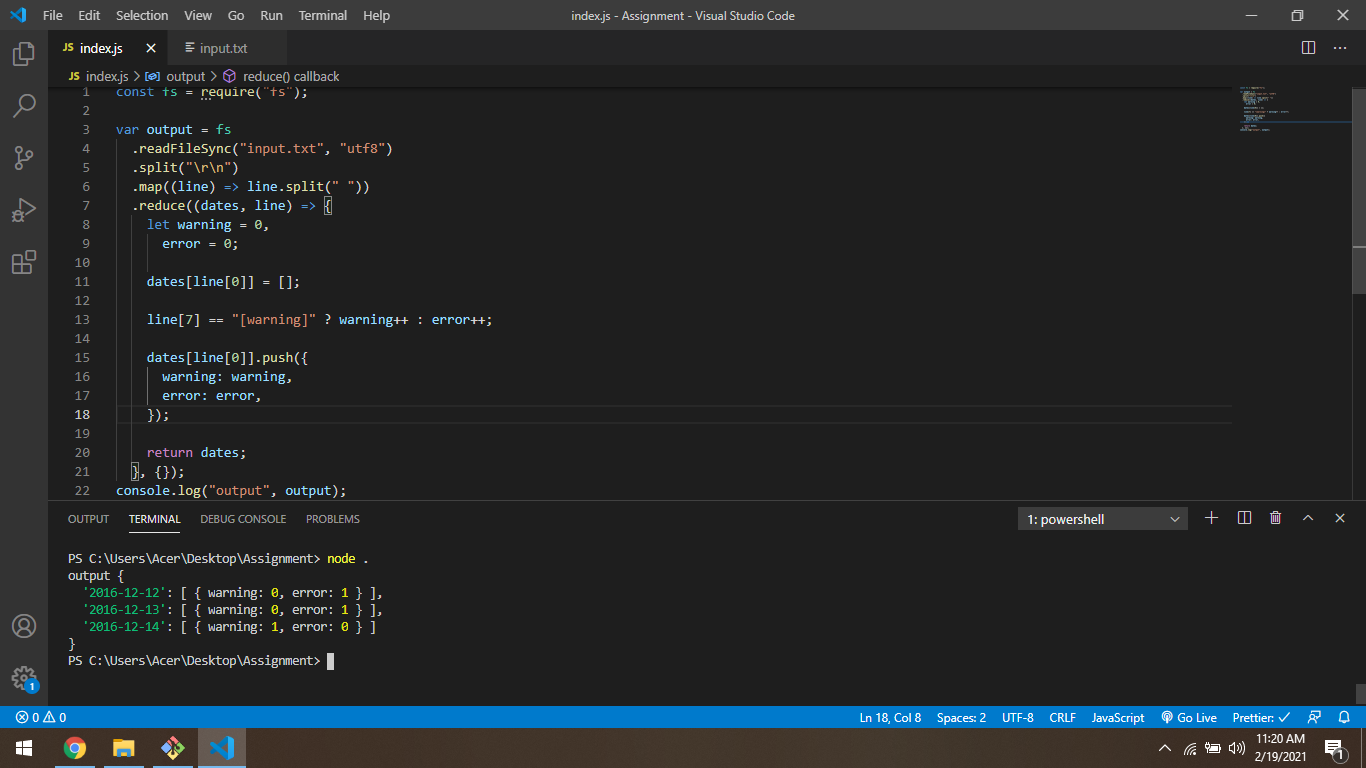 File Edit Selection View Go Run Terminal Help index.js - Assignment - Visual Studio Code
JS index.js input.txt
JS index.js > output > reduce() callback
1 const fs = require("fs");
2
3 var output = fs
4 .readFileSync("input.txt", "utf8")
5 .split("\r\n")
6 .map((line) => line.split(" "))
7 .reduce((dates, line) => {
8 let warning = 0,
9 error = 0;
10
11 dates[line[0]] = [];
12
13 line[7] == "[warning]" ? warning++ : error++;
14
15 dates[line[0]].push({
16 warning: warning,
17 error: error,
18 });
19
20 return dates;
21 }, {});
22 console.log("output", output);
OUTPUT TERMINAL DEBUG CONSOLE PROBLEMS 1: powershell
PS C:\Users\Acer\Desktop\Assignment> node .
output {
'2016-12-12': [ { warning: 0, error: 1 } ],
'2016-12-13': [ { warning: 0, error: 1 } ],
'2016-12-14': [ { warning: 1, error: 0 } ]
}
PS C:\Users\Acer\Desktop\Assignment>
1
0 0 Ln 18, Col 8 Spaces: 2 UTF-8 CRLF JavaScript Go Live Prettier: ✓
11:20 AM
2/19/2021
1